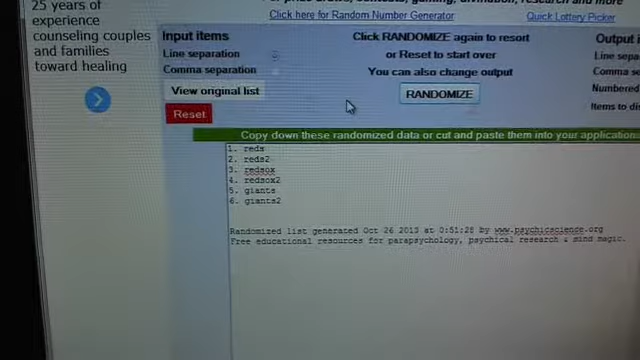 25 years of
experience
counseling couples
and families
toward healing
Click here for Random Number Generator
Quick Lottery Picker
Input items
Line separation
Comma separation
View original list
Reset
Click RANDOMIZE again to resort
or Reset to start over
You can also change output
RANDOMIZE
Output i
Line sepa
Comma se
Numbered
Items to di
Copy down these randomized data or cut and paste them into your application
1. reds
2. reds2
3. redsox
4. redsox2
5. giants
6. giants2
Randomized list generated Oct 26 2013 at 0:51:28 by www.psychicscience.org
Free educational resources for parapsychology, psychical research & mind magic.